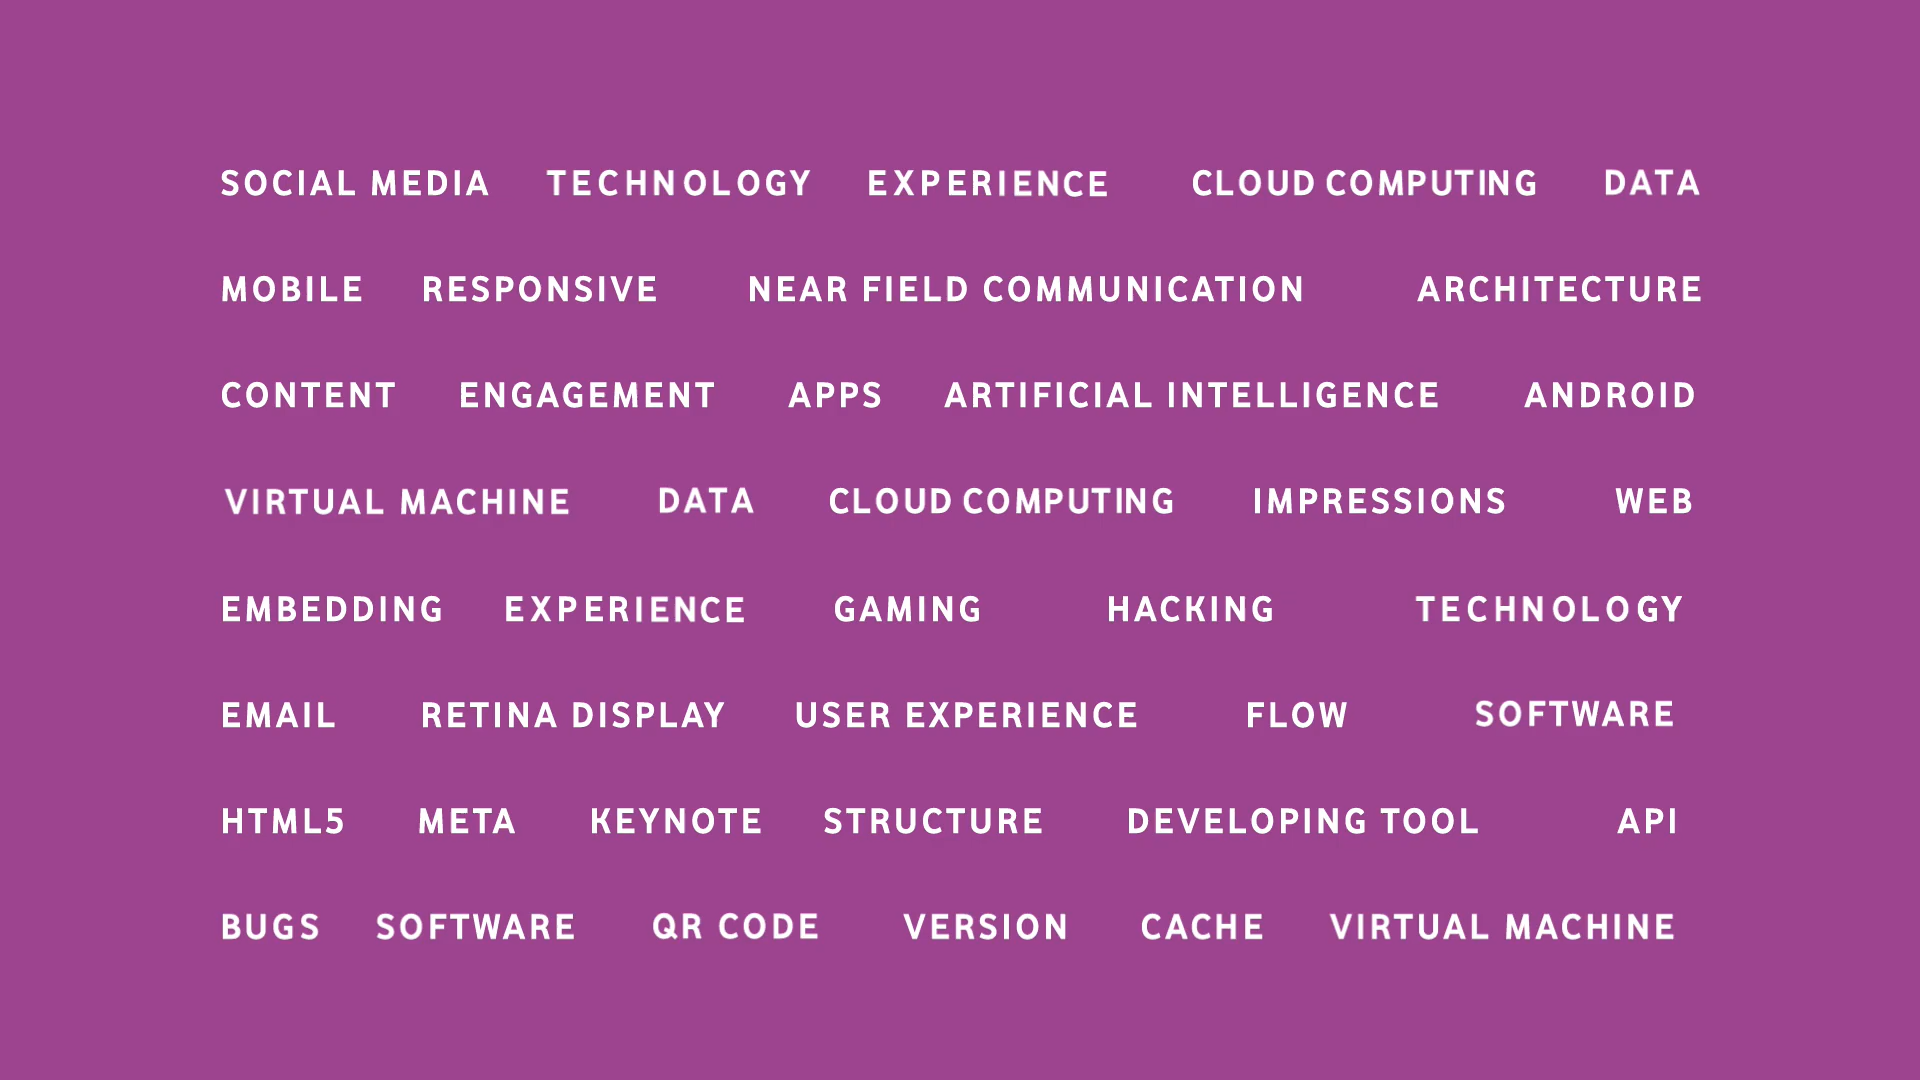 SOCIAL MEDIA TECHNOLOGY EXPERIENCE CLOUD COMPUTING DATA
MOBILE RESPONSIVE NEAR FIELD COMMUNICATION ARCHITECTURE
CONTENT ENGAGEMENT APPS ARTIFICIAL INTELLIGENCE ANDROID
VIRTUAL MACHINE DATA CLOUD COMPUTING IMPRESSIONS WEB
EMBEDDING EXPERIENCE GAMING HACKING TECHNOLOGY
EMAIL RETINA DISPLAY USER EXPERIENCE FLOW SOFTWARE
HTML5 META KEYNOTE STRUCTURE DEVELOPING TOOL API
BUGS SOFTWARE QR CODE VERSION CACHE VIRTUAL MACHINE